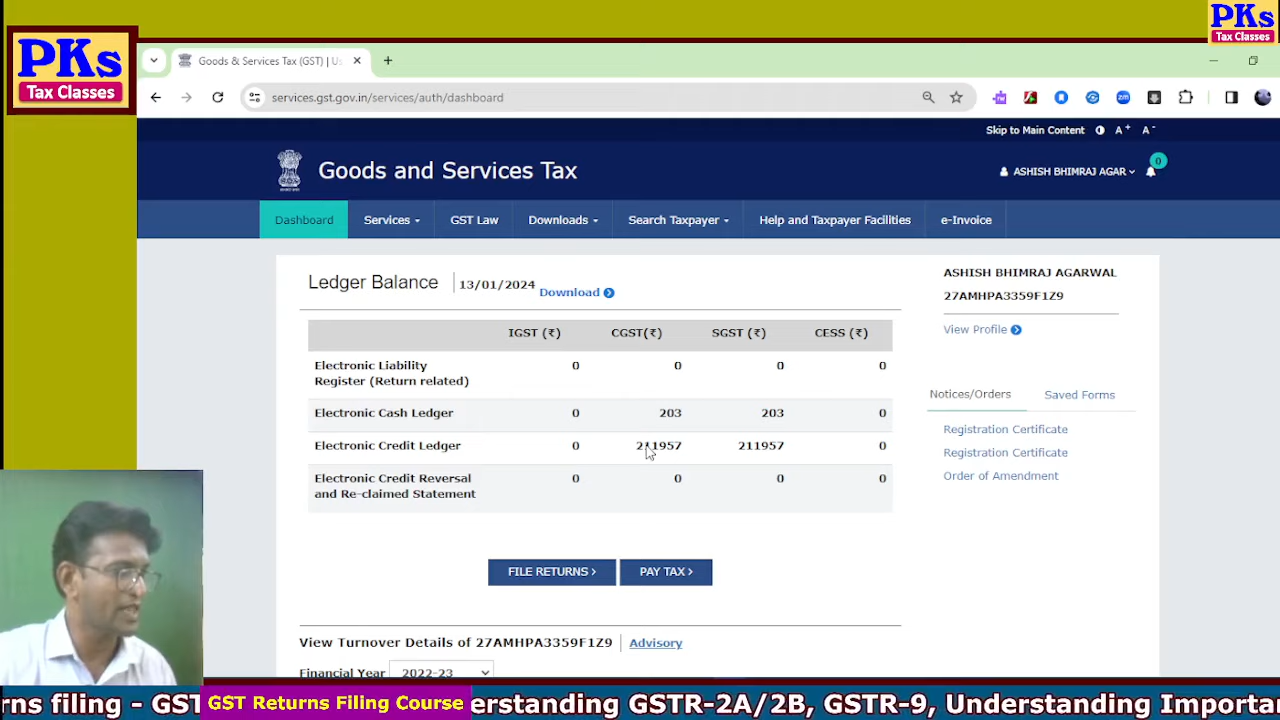 PKs
Tax Classes
PKs
Tax Classes
Goods & Services Tax (GST) | Us
services.gst.gov.in/services/auth/dashboard
Skip to Main Content A+ A-
Goods and Services Tax
ASHISH BHIMRAJ AGAR
0
Dashboard Services GST Law Downloads Search Taxpayer Help and Taxpayer Facilities e-Invoice
Ledger Balance 13/01/2024 Download
IGST (₹) CGST(₹) SGST (₹) CESS (₹)
Electronic Liability
Register (Return related) 0 0 0 0
Electronic Cash Ledger 0 203 203 0
Electronic Credit Ledger 0 211957 211957 0
Electronic Credit Reversal
and Re-claimed Statement 0 0 0 0
FILE RETURNS > PAY TAX >
View Turnover Details of 27AMHPA3359F1Z9 Advisory
Financial Year 2022-23
ASHISH BHIMRAJ AGARWAL
27AMHPA3359F1Z9
View Profile
Notices/Orders Saved Forms
Registration Certificate
Registration Certificate
Order of Amendment
rns filing - GST GST Returns Filing Course erstanding GSTR-2A/2B, GSTR-9, Understanding Importa